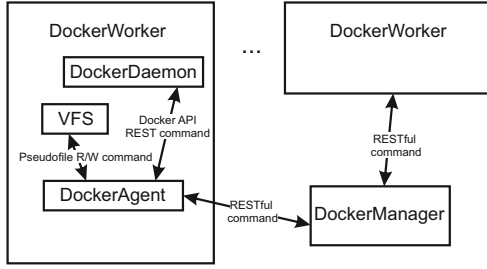 DockerWorker
...
DockerWorker
DockerDaemon
Docker API
REST command
VFS
Pseudofile R/W command
DockerAgent
RESTful
command
RESTful
command
DockerManager